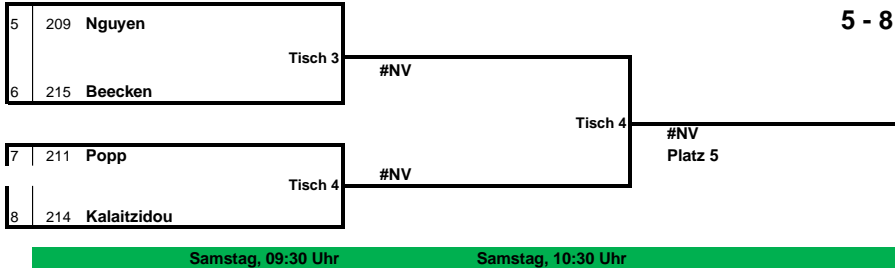 5 209 Nguyen
5 - 8
Tisch 3
#NV
6 215 Beecken
Tisch 4
#NV
Platz 5
7 211 Popp
#NV
Tisch 4
8 214 Kalaitzidou
Samstag, 09:30 Uhr Samstag, 10:30 Uhr